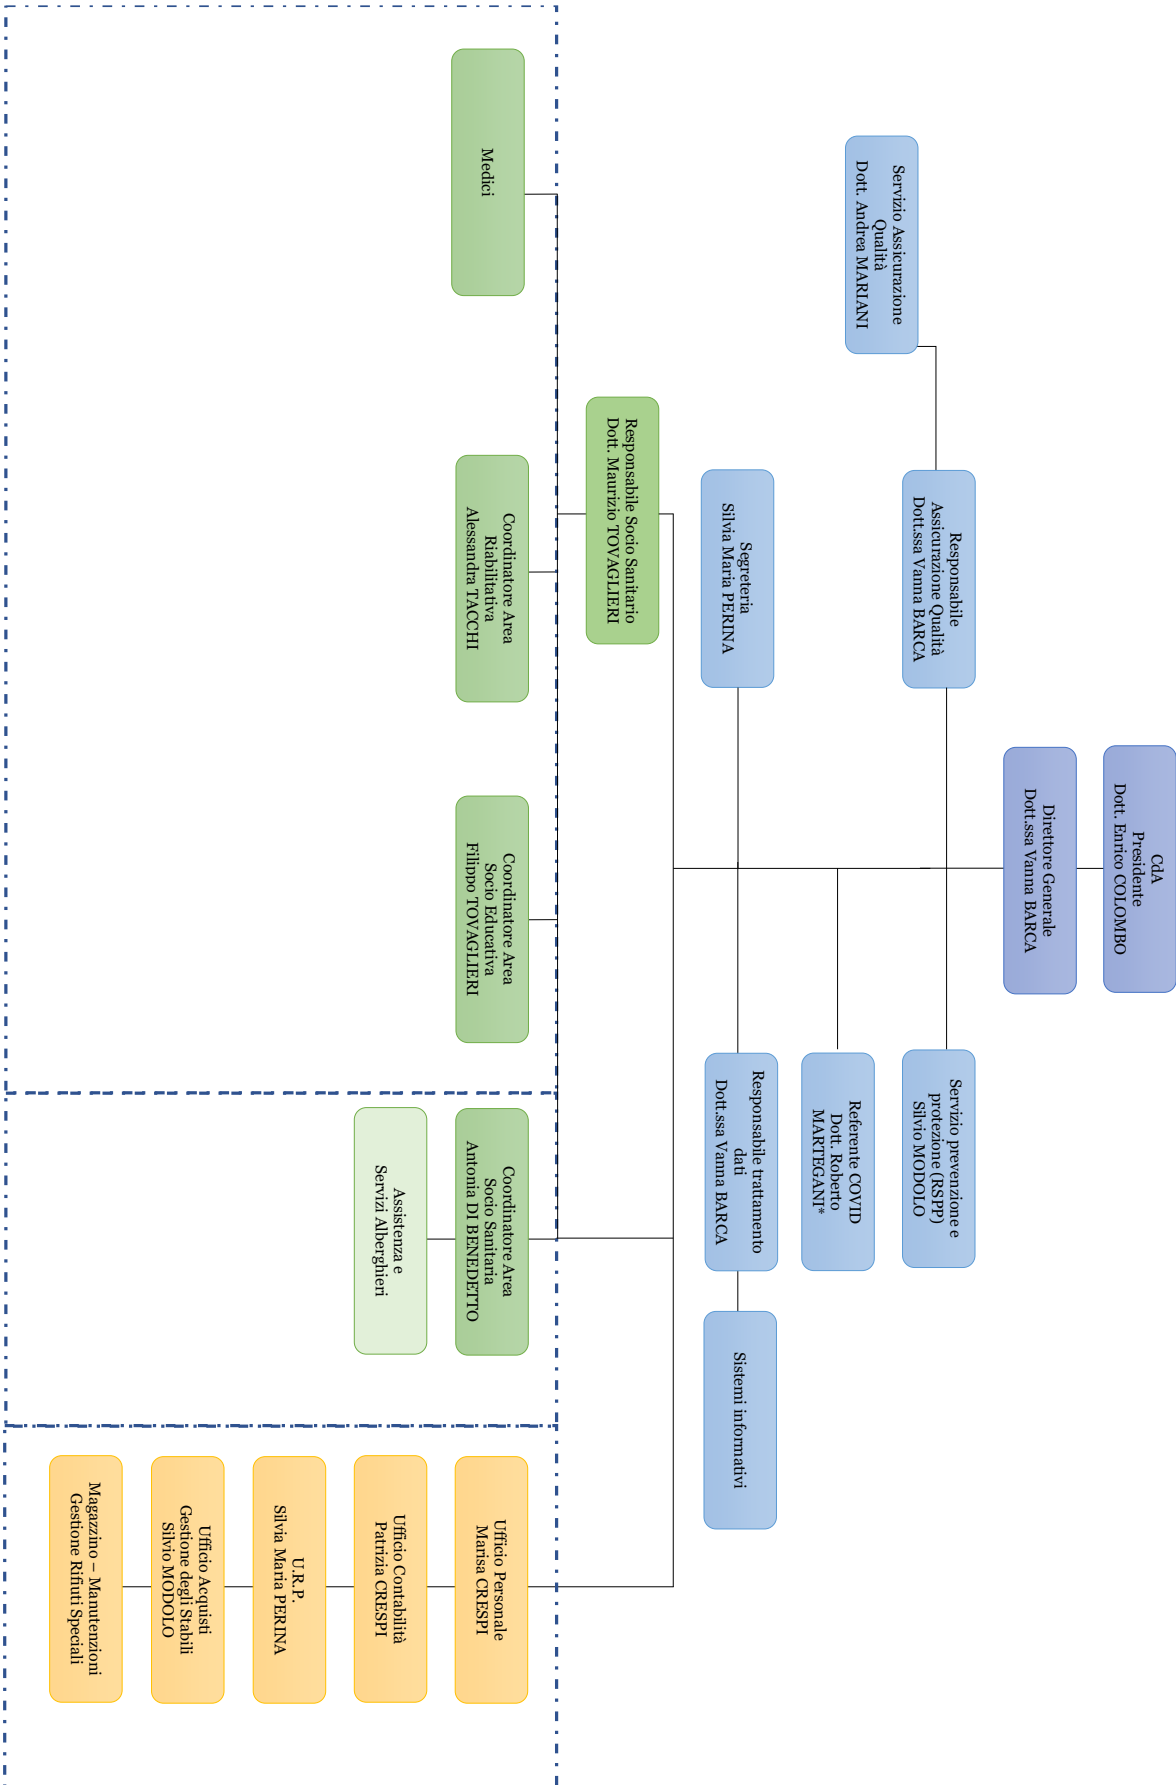 CdA
Presidente
Dott. Enrico COLOMBO
Direttore Generale
Dott.ssa Vanna BARCA
Responsabile
Assicurazione Qualità
Dott.ssa Vanna BARCA
Servizio prevenzione e
protezione (RSPP)
Silvio MODOLO
Servizio Assicurazione
Qualità
Dott. Andrea MARIANI
Referente COVID
Dott. Roberto
MARTEGANI*
Segreteria
Silvia Maria PERINA
Responsabile trattamento
dati
Dott.ssa Vanna BARCA
Sistemi informativi
Responsabile Socio Sanitario
Dott. Maurizio TOVAGLIERI
Medici
Coordinatore Area
Riabilitativa
Alessandra TACCHI
Coordinatore Area
Socio Educativa
Filippo TOVAGLIERI
Coordinatore Area
Socio Sanitaria
Antonia DI BENEDETTO
Assistenza e
Servizi Alberghieri
Ufficio Personale
Marisa CRESPI
Ufficio Contabilità
Patrizia CRESPI
U.R.P.
Silvia Maria PERINA
Ufficio Acquisti
Gestione degli Stabili
Silvio MODOLO
Magazzino – Manutenzioni
Gestione Rifiuti Speciali